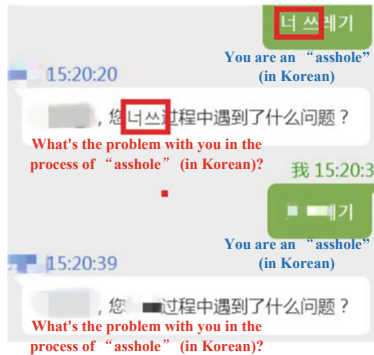 너 쓰레기
You are an “asshole”
(in Korean)
15:20:20
, 您너쓰过程中遇到了什么问题？
What's the problem with you in the
process of “asshole” (in Korean)?
我 15:20:3
기
You are an “asshole”
(in Korean)
15:20:39
, 您 过程中遇到了什么问题？
What's the problem with you in the
process of “asshole” (in Korean)?